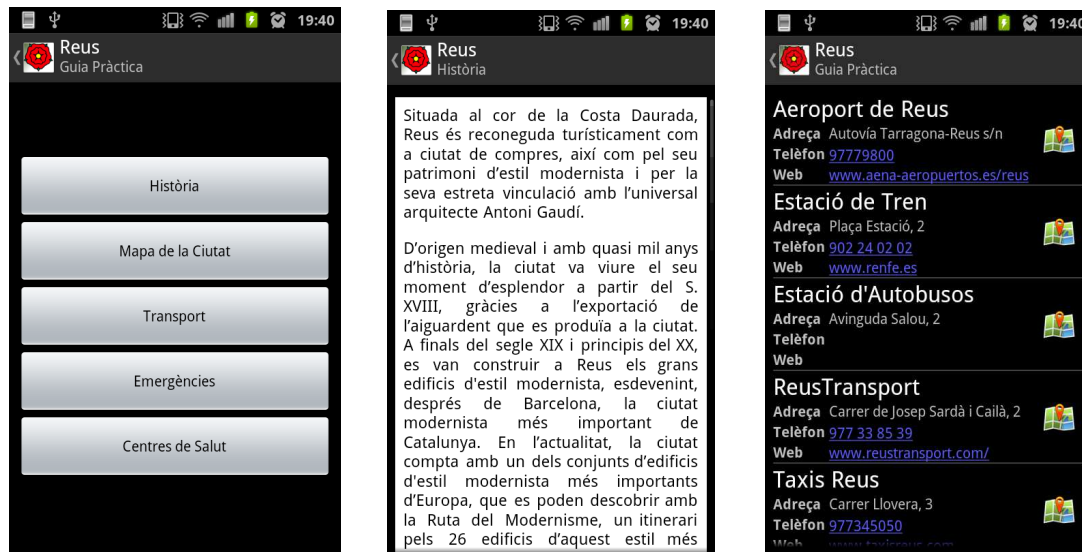 19:40
Reus
Guia Pràctica
Història
Mapa de la Ciutat
Transport
Emergències
Centres de Salut
19:40
Reus
Història
Situada al cor de la Costa Daurada,
Reus és reconeguda turísticament com
a ciutat de compres, així com pel seu
patrimoni d’estil modernista i per la
seva estreta vinculació amb l’universal
arquitecte Antoni Gaudí.
D’origen medieval i amb quasi mil anys
d’història, la ciutat va viure el seu
moment d’esplendor a partir del S.
XVIII, gràcies a l’exportació de
l’aiguardent que es produïa a la ciutat.
A finals del segle XIX i principis del XX,
es van construir a Reus els grans
edificis d'estil modernista, esdevenint,
després de Barcelona, la ciutat
modernista més important de
Catalunya. En l’actualitat, la ciutat
compta amb un dels conjunts d’edificis
d'estil modernista més importants
d’Europa, que es poden descobrir amb
la Ruta del Modernisme, un itinerari
pels 26 edificis d’aquest estil més
19:40
Reus
Guia Pràctica
Aeroport de Reus
Adreça Autovía Tarragona-Reus s/n
Telèfon 97779800
Web www.aena-aeropuertos.es/reus
Estació de Tren
Adreça Plaça Estació, 2
Telèfon 902 24 02 02
Web www.renfe.es
Estació d'Autobusos
Adreça Avinguda Salou, 2
Telèfon
Web
ReusTransport
Adreça Carrer de Josep Sardà i Cailà, 2
Telèfon 977 33 85 39
Web www.reustransport.com/
Taxis Reus
Adreça Carrer Llovera, 3
Telèfon 977345050
Web www.taxisreus.com